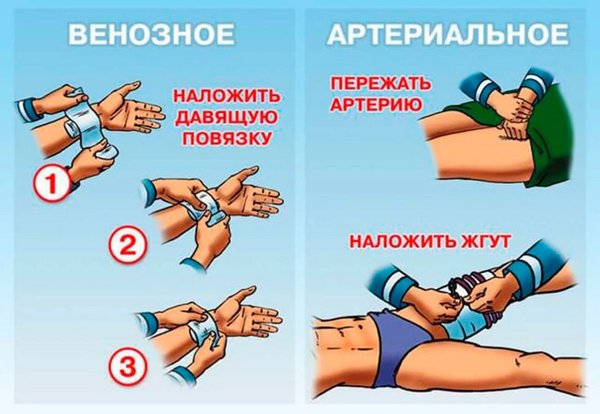 ВЕНОЗНОЕ
НАЛОЖИТЬ
ДАВЯЩУЮ
ПОВЯЗКУ
1
2
3
АРТЕРИАЛЬНОЕ
ПЕРЕЖАТЬ
АРТЕРИЮ
НАЛОЖИТЬ ЖГУТ